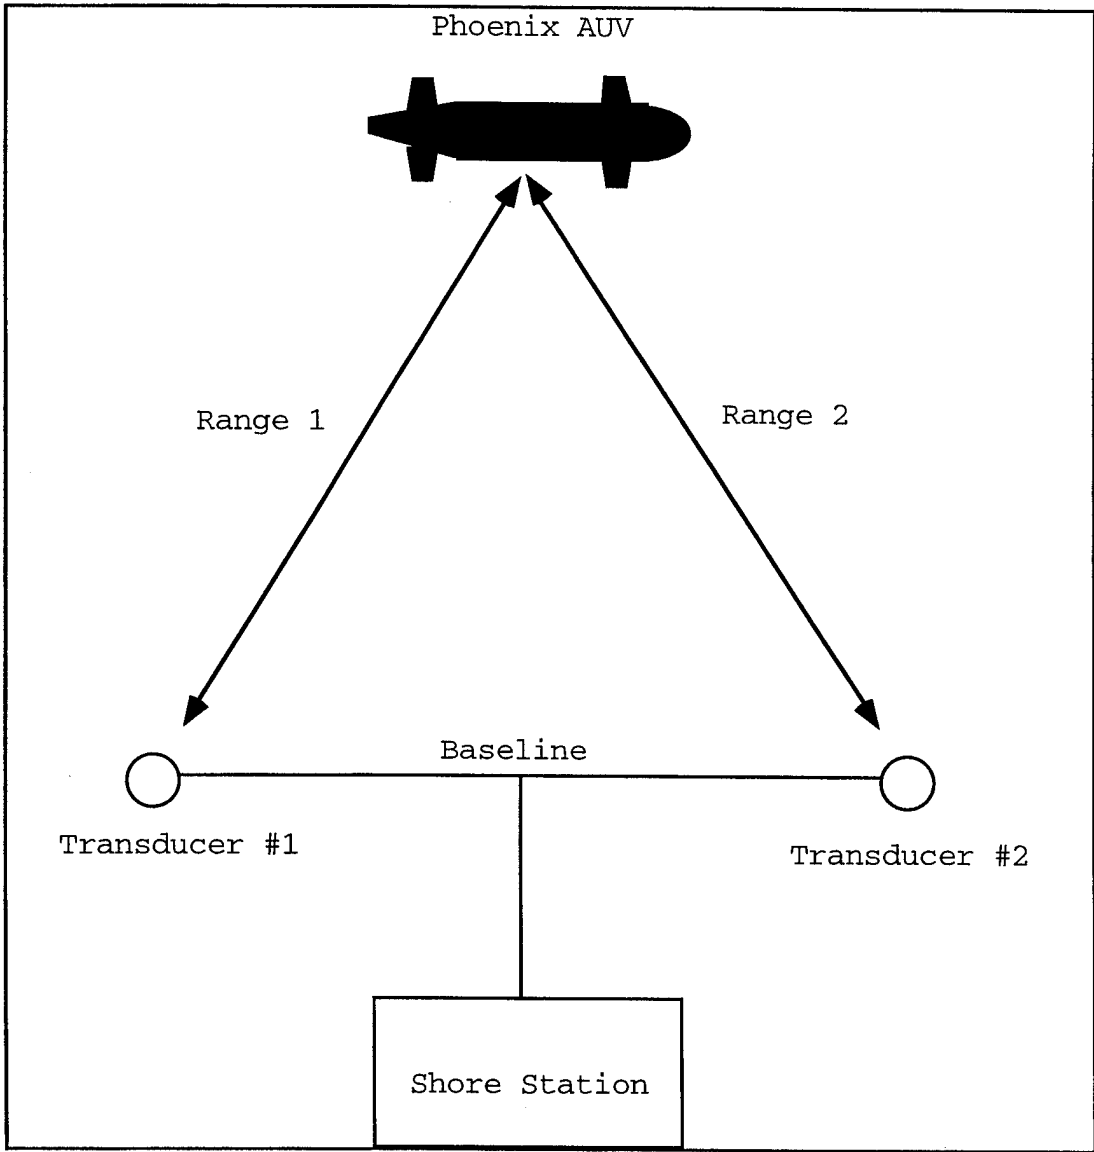 Phoenix AUV
Range 1
Range 2
Baseline
Transducer #1
Transducer #2
Shore Station